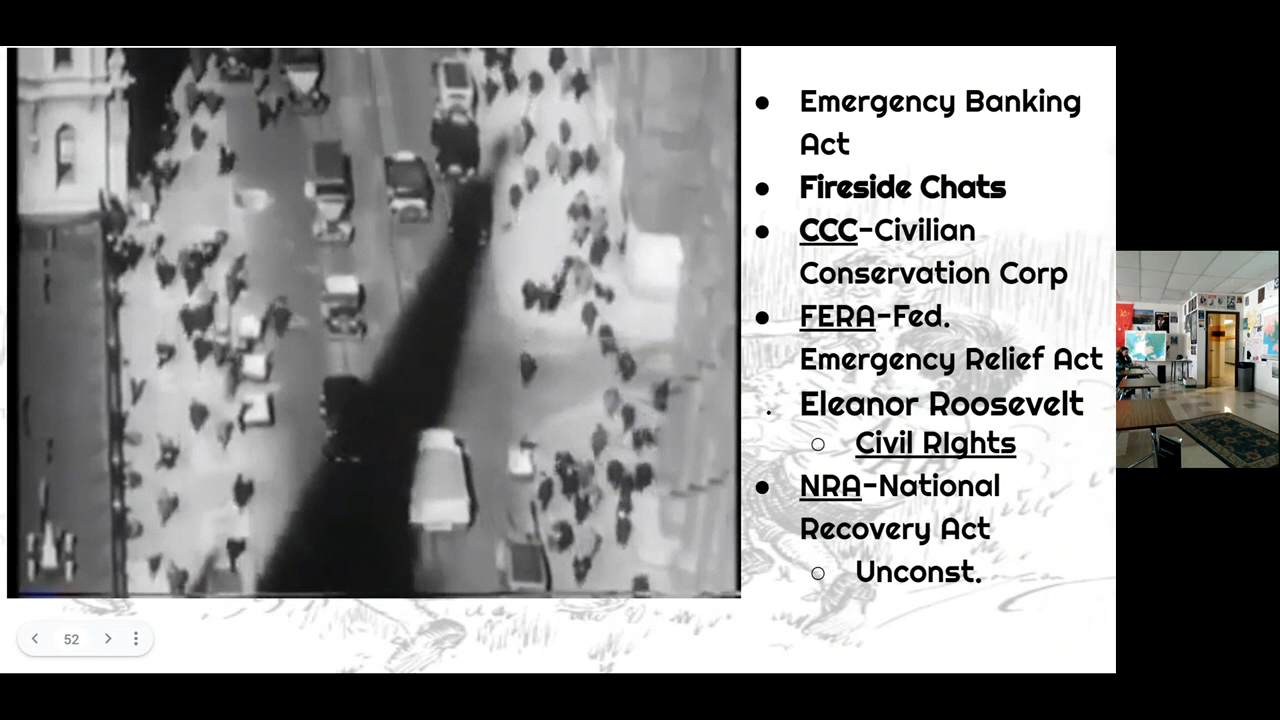 ● Emergency Banking
Act
● Fireside Chats
● CCC-Civilian
Conservation Corp
● FERA-Fed.
Emergency Relief Act
. Eleanor Roosevelt
○ Civil RIghts
● NRA-National
Recovery Act
○ Unconst.
52